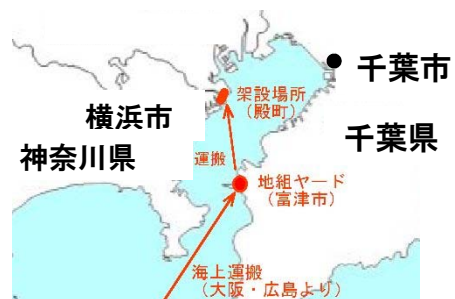 千葉市
架設場所
（殿町）
横浜市
千葉県
神奈川県
運搬
地組ヤード
（富津市）
海上運搬
（大阪・広島より）